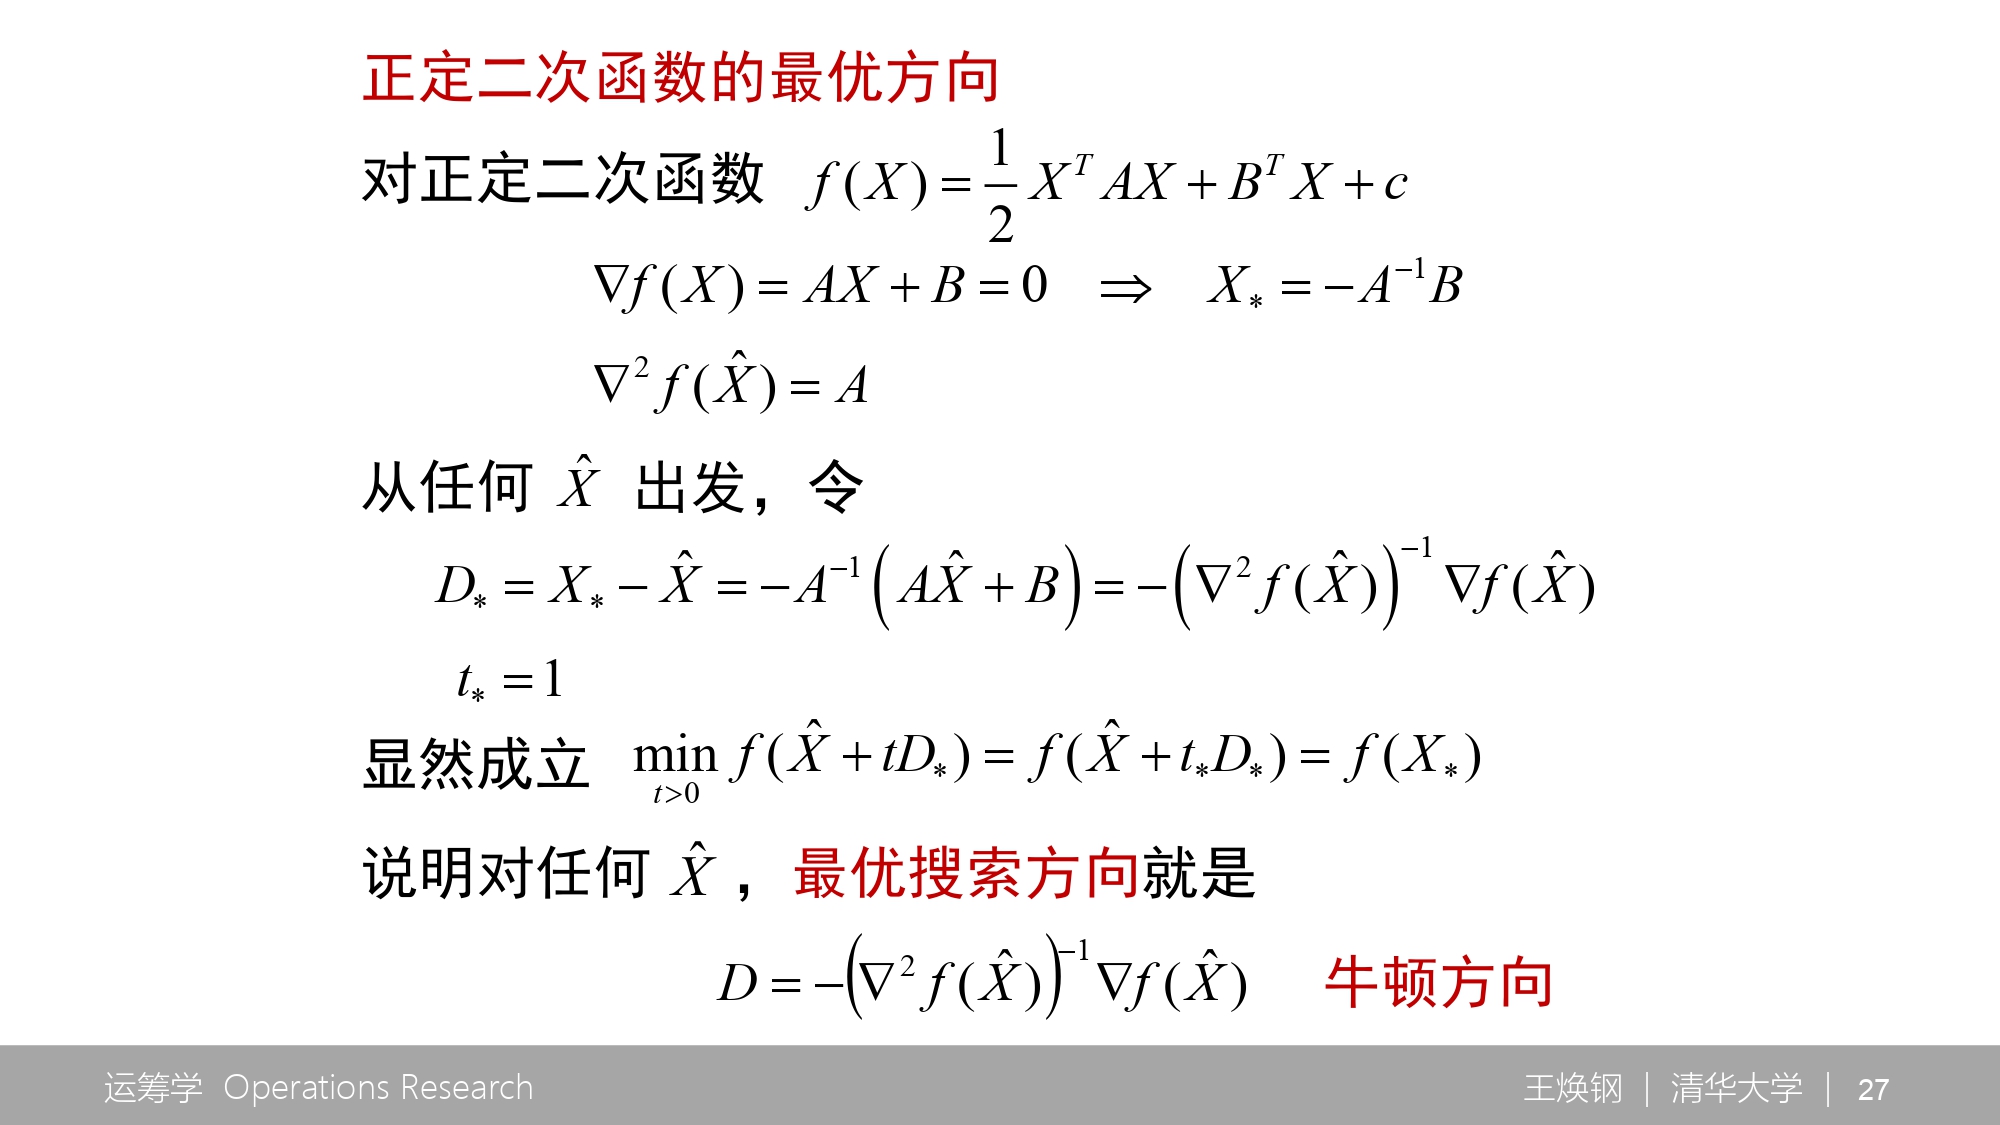 正定二次函数的最优方向
对正定二次函数 $f(X) = \frac{1}{2} X^T A X + B^T X + c$
$\nabla f(X) = AX + B = 0 \Rightarrow X_* = -A^{-1}B$
$\nabla^2 f(\hat{X}) = A$
从任何 $\hat{X}$ 出发，令
$D_* = X_* - \hat{X} = -A^{-1}\left(A\hat{X} + B\right) = -\left(\nabla^2 f(\hat{X})\right)^{-1} \nabla f(\hat{X})$
$t_* = 1$
显然成立 $\min_{t>0} f(\hat{X} + tD_*) = f(\hat{X} + t_*D_*) = f(X_*)$
说明对任何 $\hat{X}$ ，最优搜索方向就是
$D = -\left(\nabla^2 f(\hat{X})\right)^{-1} \nabla f(\hat{X})$ 牛顿方向
运筹学 Operations Research 王焕钢 | 清华大学 | 27